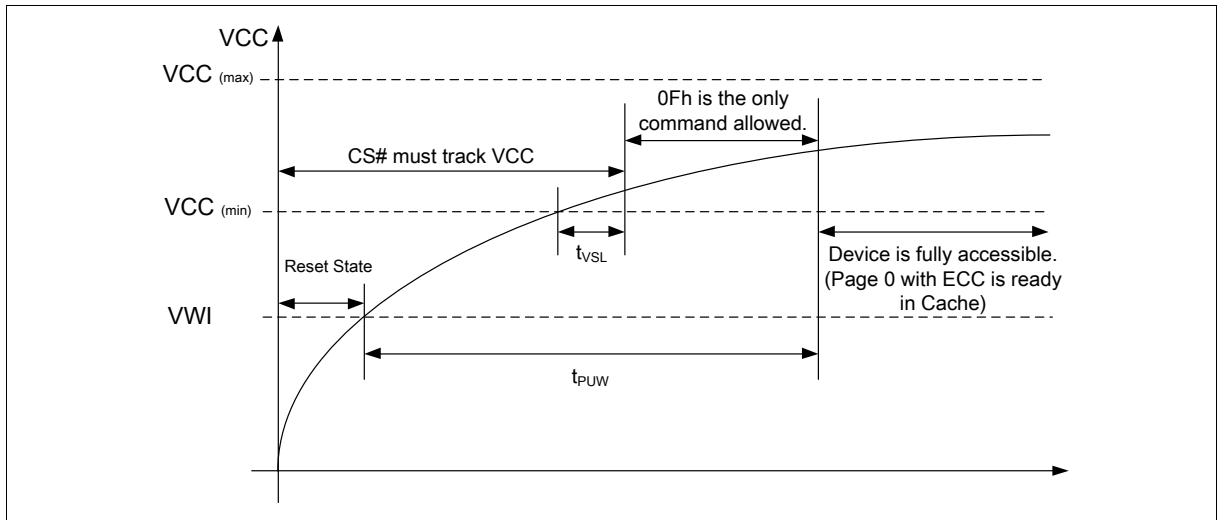 VCC
VCC (max)
0Fh is the only
command allowed.
CS# must track VCC
VCC (min)
tVSL
Device is fully accessible.
(Page 0 with ECC is ready
in Cache)
Reset State
VWI
tPUW